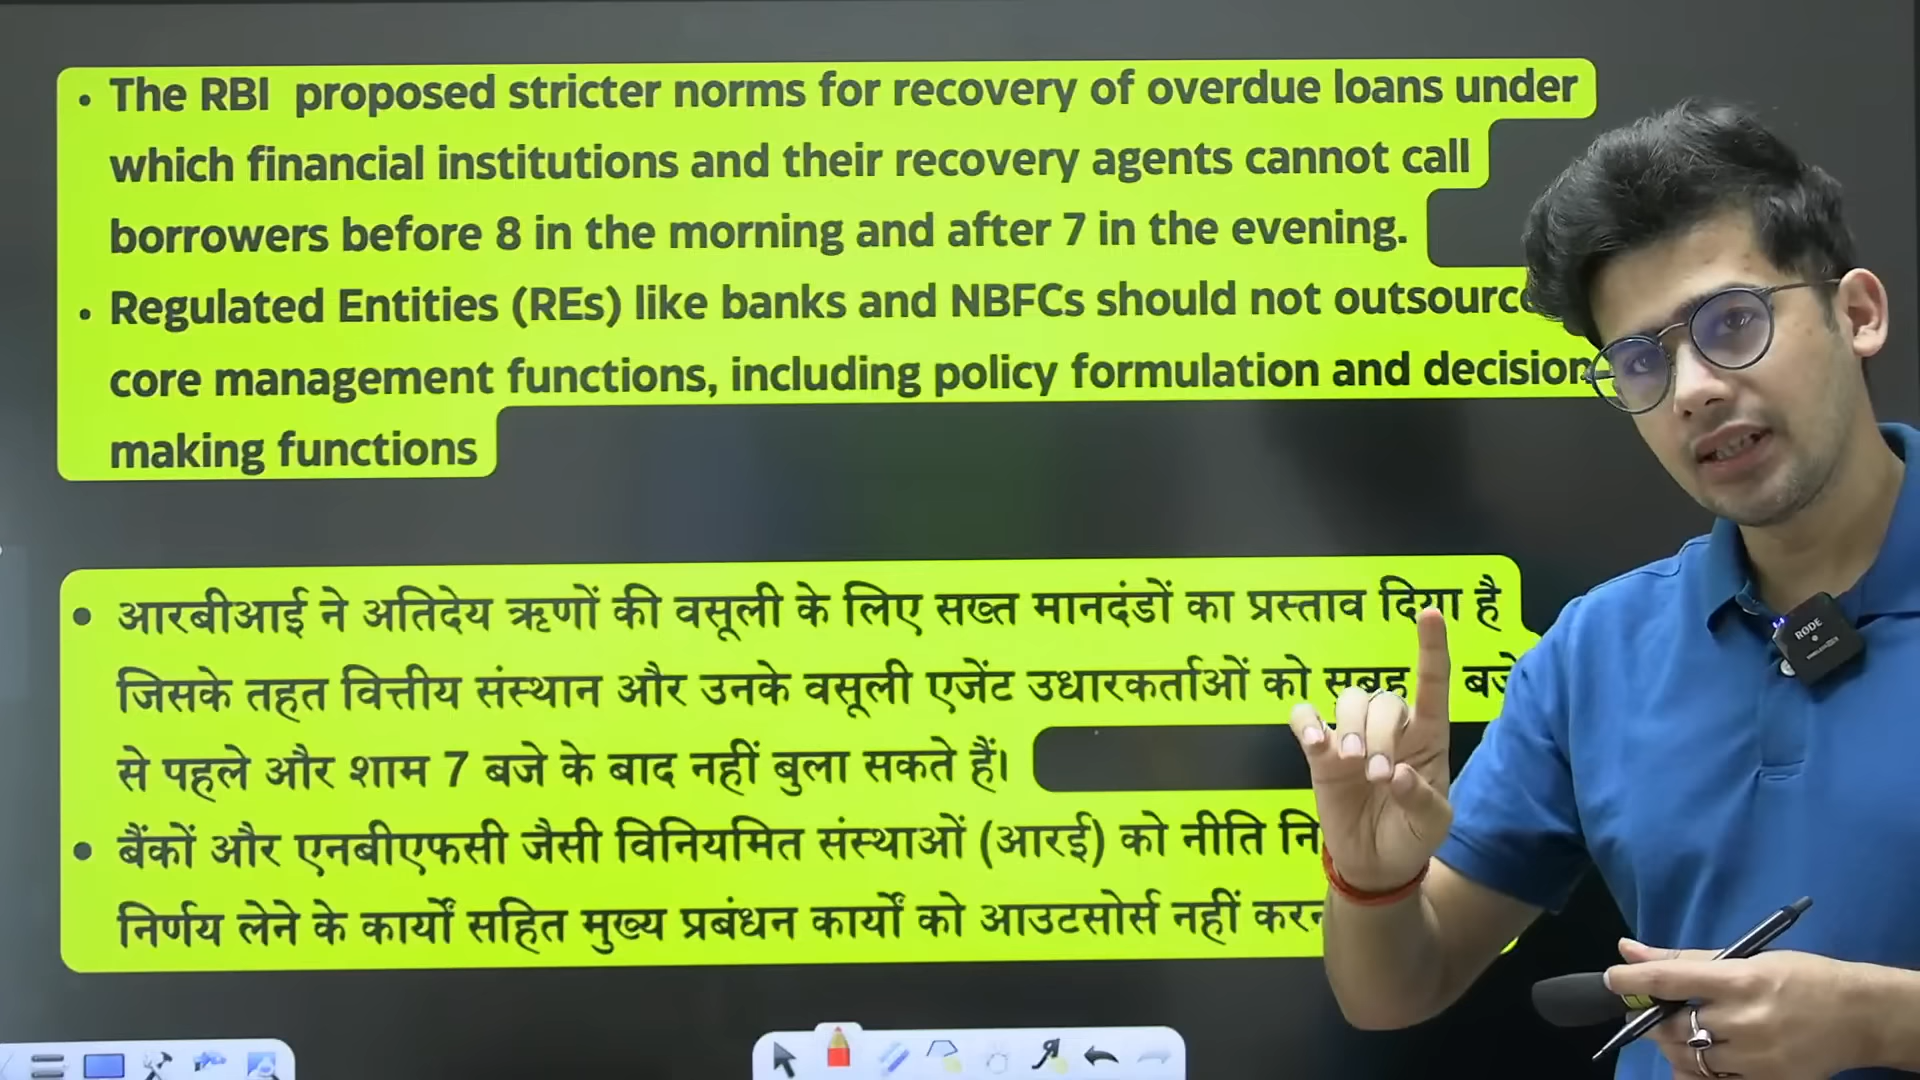 • The RBI proposed stricter norms for recovery of overdue loans under
which financial institutions and their recovery agents cannot call
borrowers before 8 in the morning and after 7 in the evening.
• Regulated Entities (REs) like banks and NBFCs should not
core management functions, including policy formulation and decision
making functions
• आरबीआई ने अतिदेय ऋणों की वसूली के लिए सख्त मानदंडों का प्रस्ताव दिया है
जिसके तहत वित्तीय संस्थान और उनके वसूली एजेंट उधारकर्ताओं को सुबह बजे
से पहले और शाम 7 बजे के बाद नहीं बुला सकते हैं।
• बैंकों और एनबीएफसी जैसी विनियमित संस्थाओं (आरई) को नीति
निर्णय लेने के कार्यों सहित मुख्य प्रबंधन कार्यों को आउटसोर्स नहीं
RODE